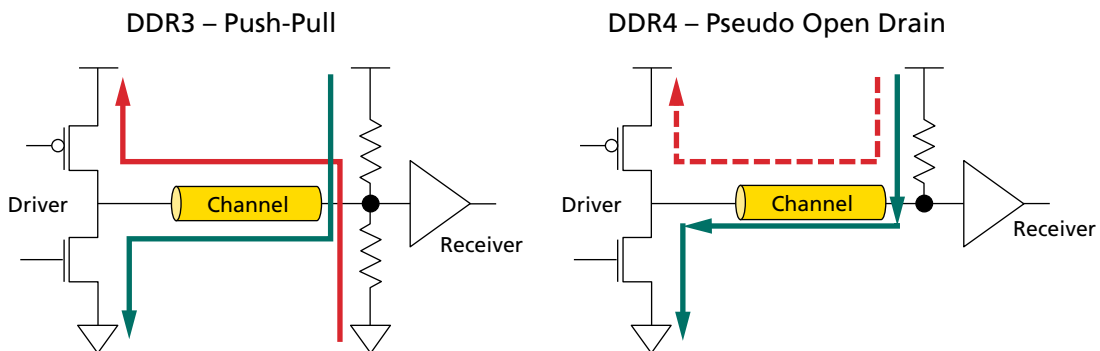 DDR3 – Push-Pull
Driver
Channel
Receiver
DDR4 – Pseudo Open Drain
Driver
Channel
Receiver